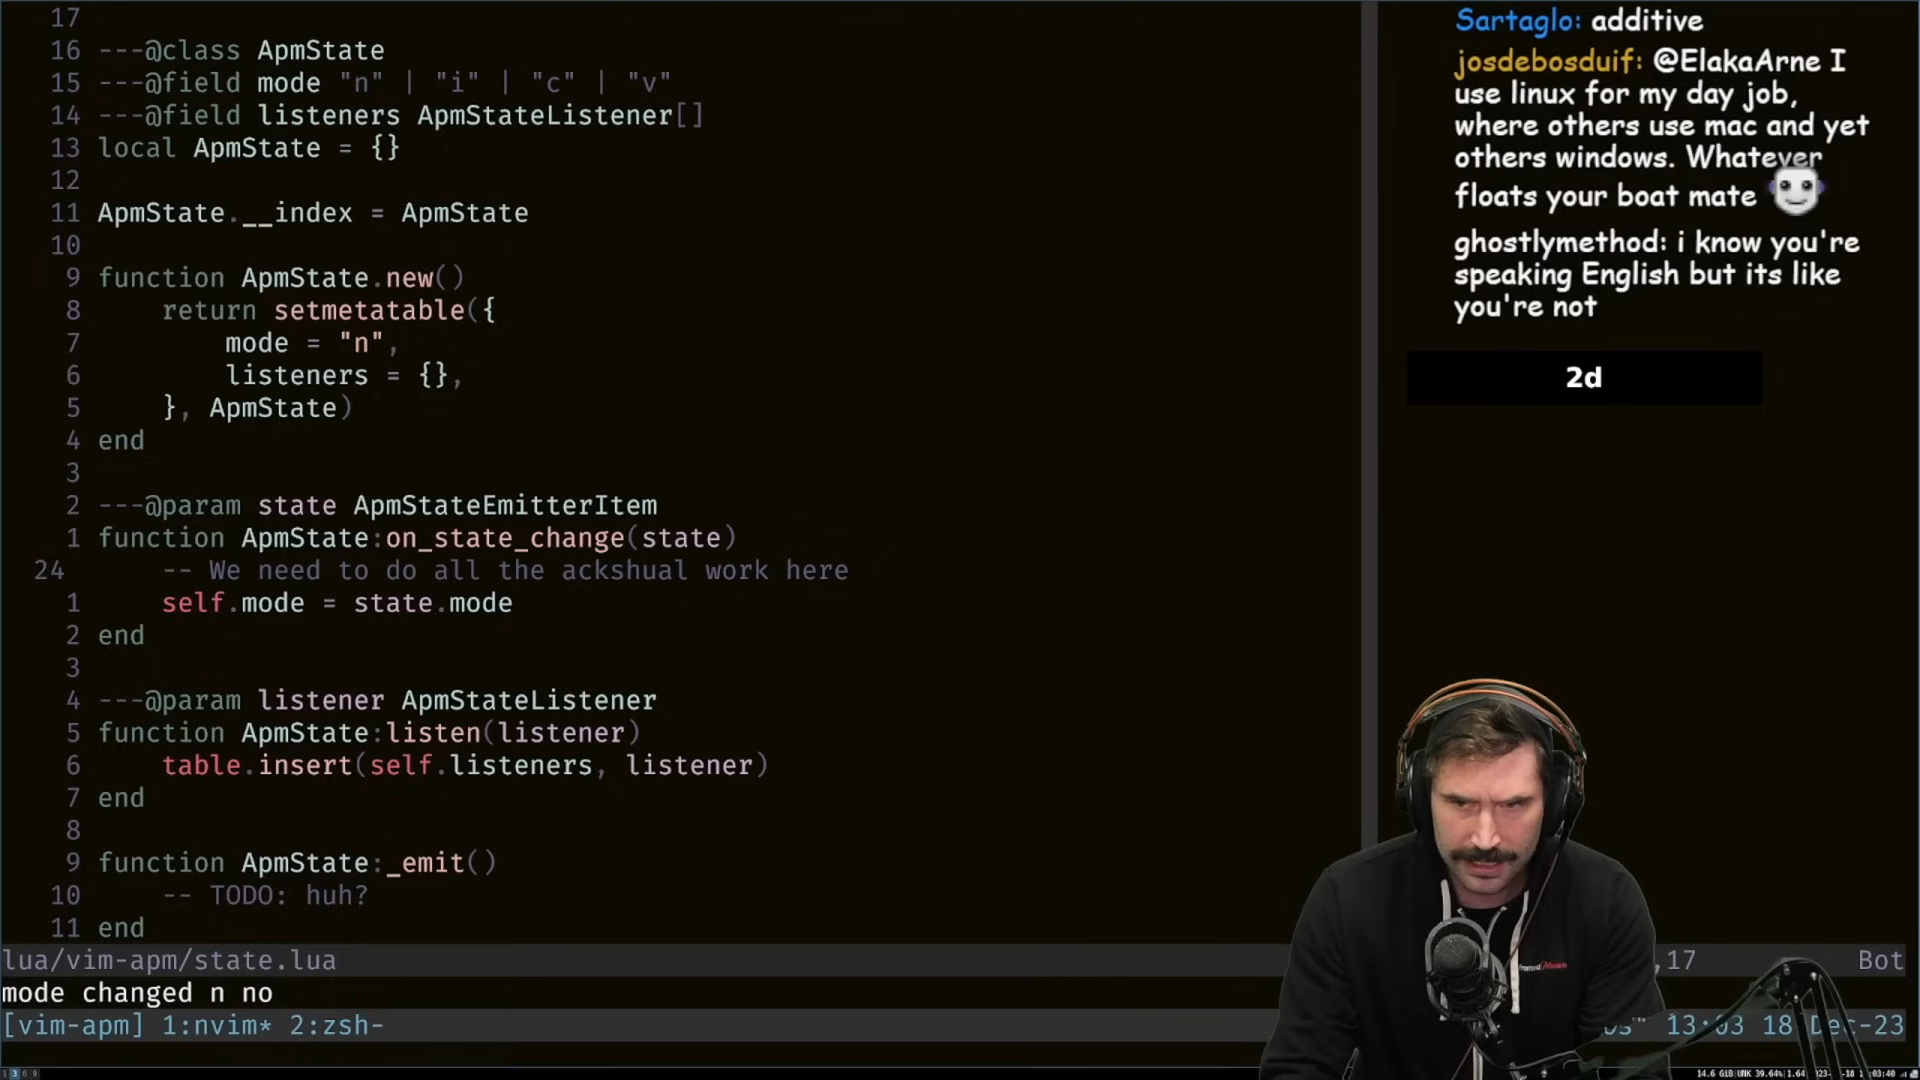 17
16 ---@class ApmState
15 ---@field mode "n" | "i" | "c" | "v"
14 ---@field listeners ApmStateListener[]
13 local ApmState = {}
12
11 ApmState.__index = ApmState
10
9 function ApmState.new()
8     return setmetatable({
7         mode = "n",
6         listeners = {},
5     }, ApmState)
4 end
3
2 ---@param state ApmStateEmitterItem
1 function ApmState:on_state_change(state)
24     -- We need to do all the ackshual work here
1     self.mode = state.mode
2 end
3
4 ---@param listener ApmStateListener
5 function ApmState:listen(listener)
6     table.insert(self.listeners, listener)
7 end
8
9 function ApmState:_emit()
10     -- TODO: huh?
11 end
lua/vim-apm/state.lua ,17 Bot
mode changed n no
[vim-apm] 1:nvim* 2:zsh- 13:03 18-Dec-23
Sartaglo: additive
josdebosduif: @ElakaArne I
use linux for my day job,
where others use mac and yet
others windows. Whatever
floats your boat mate
ghostlymethod: i know you're
speaking English but its like
you're not
2d